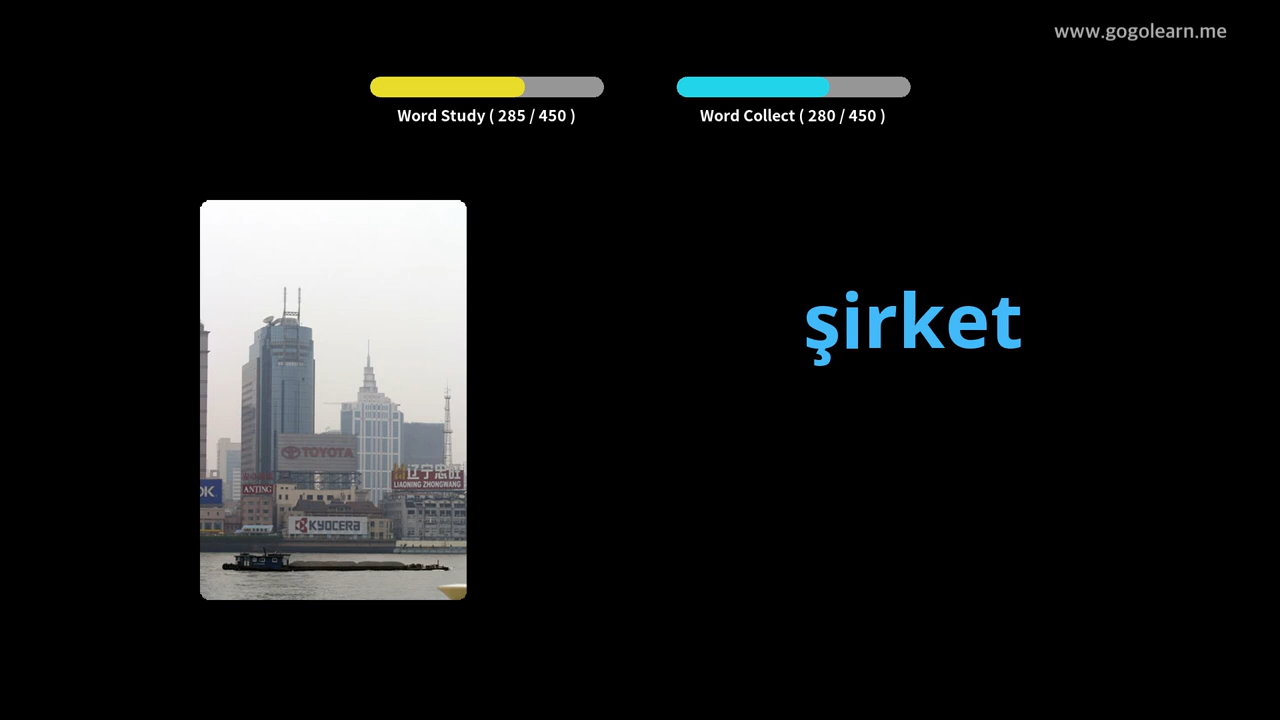 www.gogolearn.me
Word Study ( 285 / 450 )
Word Collect ( 280 / 450 )
şirket
TOYOTA
辽宁忠旺
LIAONING ZHONGWANG
ANTING
OK
KYOCERA